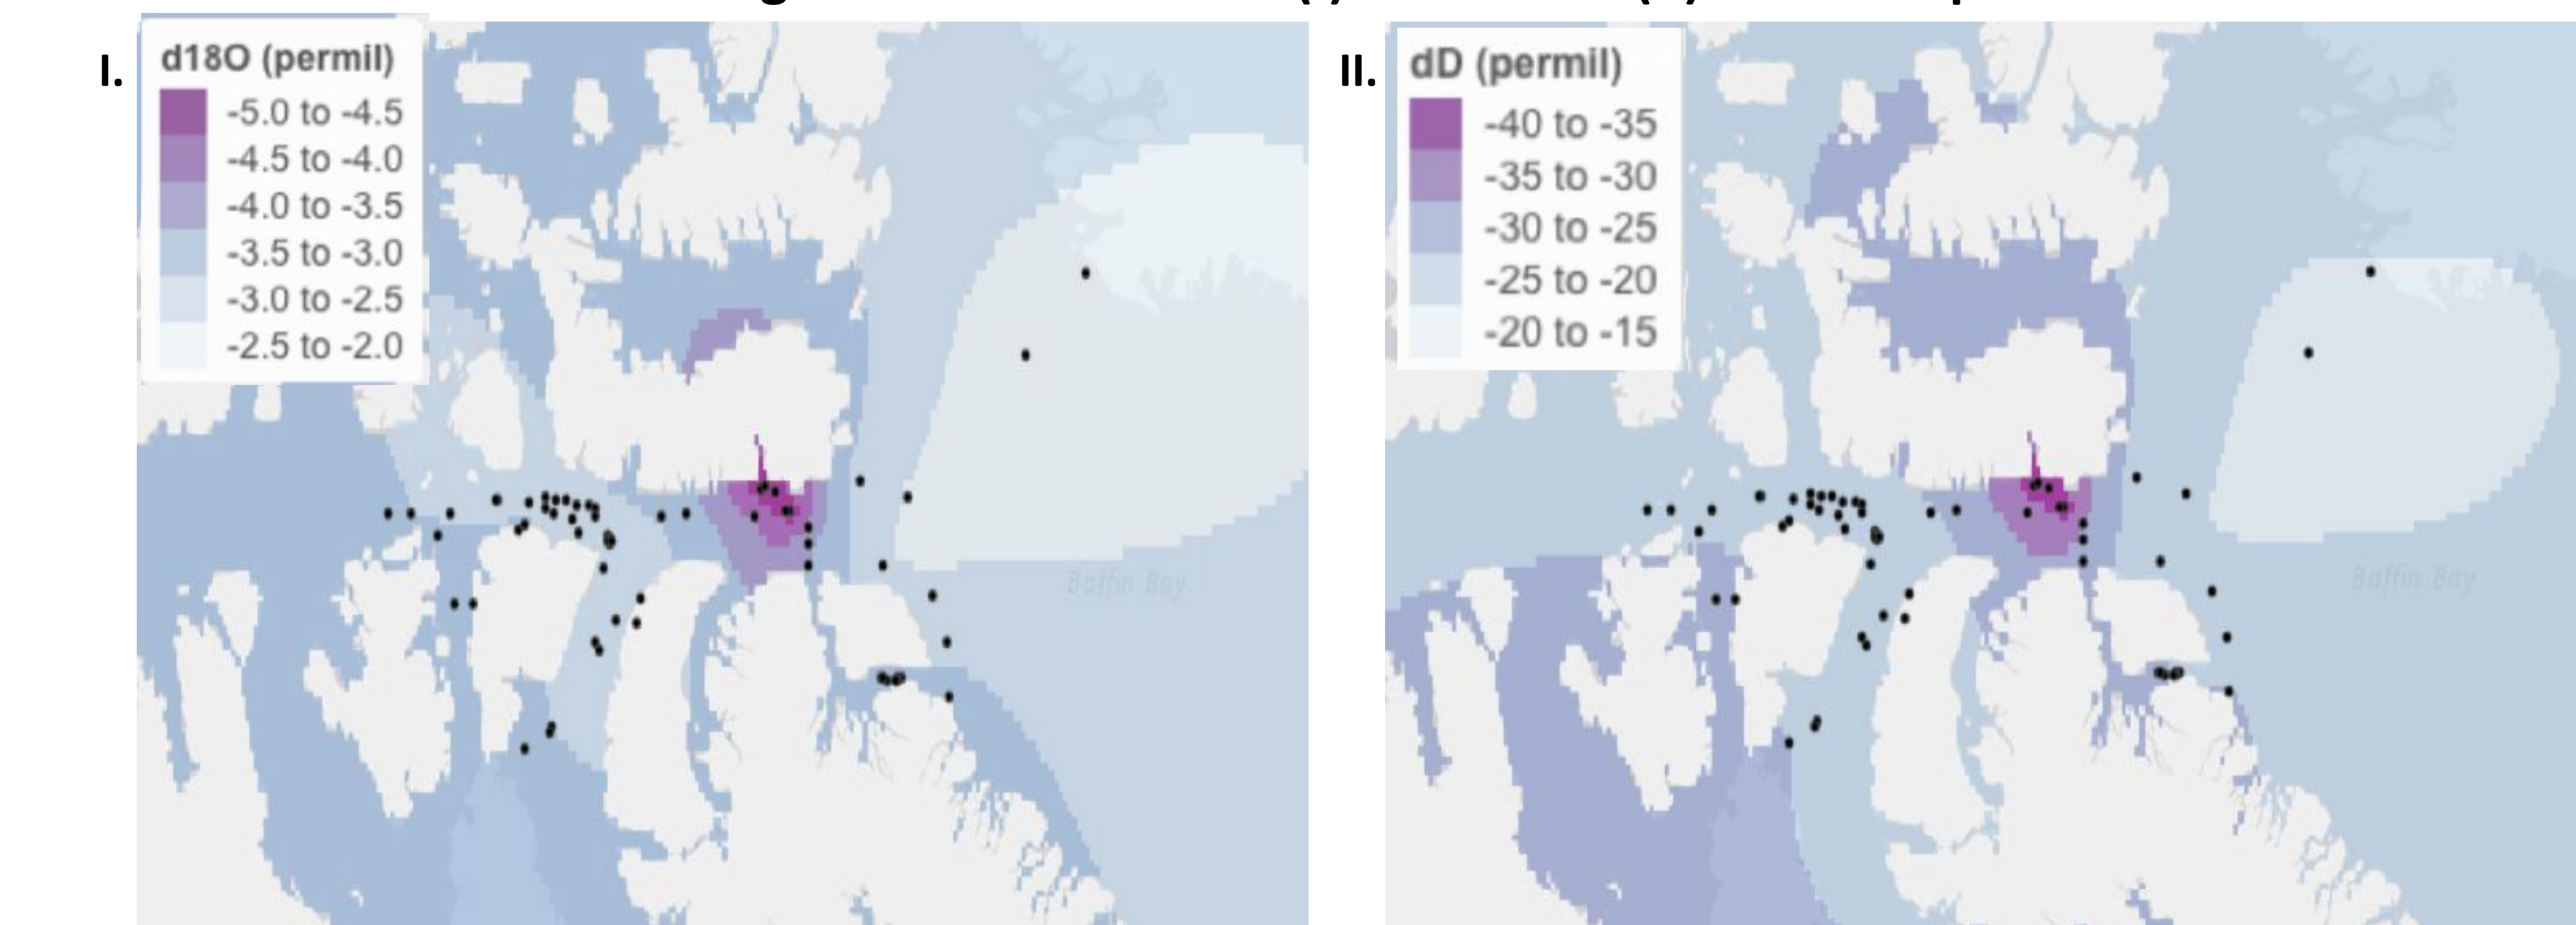 I.
d18O (permil)
-5.0 to -4.5
-4.5 to -4.0
-4.0 to -3.5
-3.5 to -3.0
-3.0 to -2.5
-2.5 to -2.0
Baffin Bay
II.
dD (permil)
-40 to -35
-35 to -30
-30 to -25
-25 to -20
-20 to -15
Baffin Bay